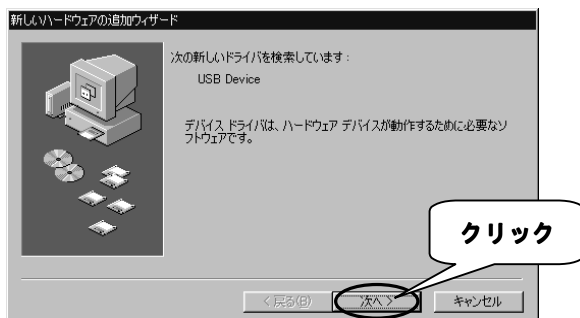 新しいハードウェアの追加ウィザード
次の新しいドライバを検索しています：
USB Device
デバイス ドライバは、ハードウェア デバイスが動作するために必要なソ
フトウェアです。
クリック
< 戻る(B)
次へ >
キャンセル